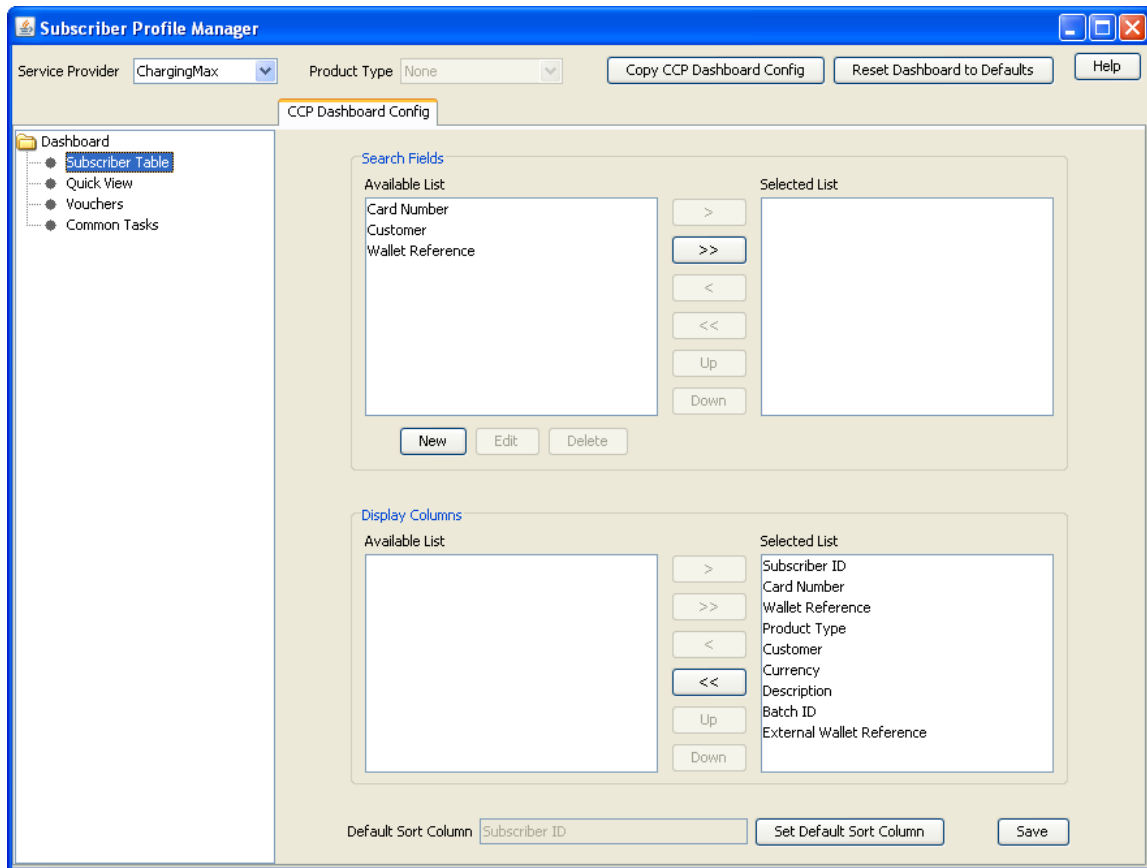 Subscriber Profile Manager
Service Provider ChargingMax Product Type None Copy CCP Dashboard Config Reset Dashboard to Defaults Help
CCP Dashboard Config
Dashboard
Subscriber Table
Quick View
Vouchers
Common Tasks
Search Fields
Available List
Card Number
Customer
Wallet Reference
>
>>
<
<<
Up
Down
Selected List
New Edit Delete
Display Columns
Available List
>
>>
<
<<
Up
Down
Selected List
Subscriber ID
Card Number
Wallet Reference
Product Type
Customer
Currency
Description
Batch ID
External Wallet Reference
Default Sort Column Subscriber ID Set Default Sort Column Save